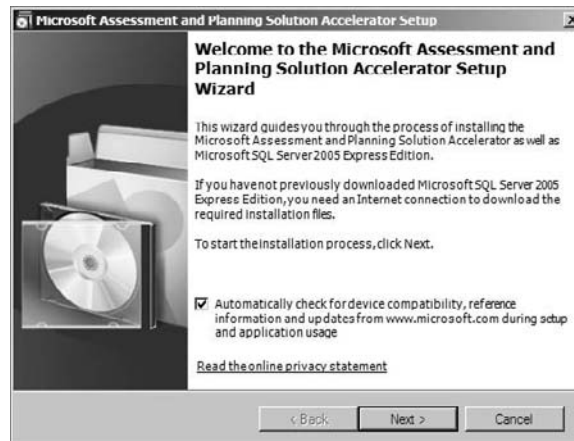 Microsoft Assessment and Planning Solution Accelerator Setup
Welcome to the Microsoft Assessment and
Planning Solution Accelerator Setup
Wizard
This wizard guides you through the process of installing the
Microsoft Assessment and Planning Solution Accelerator as well as
Microsoft SQL Server 2005 Express Edition.
If you have not previously downloaded Microsoft SQL Server 2005
Express Edition, you need an Internet connection to download the
required installation files.
To start the installation process, click Next.
Automatically check for device compatibility, reference
information and updates from www.microsoft.com during setup
and application usage
Read the online privacy statement
< Back
Next >
Cancel